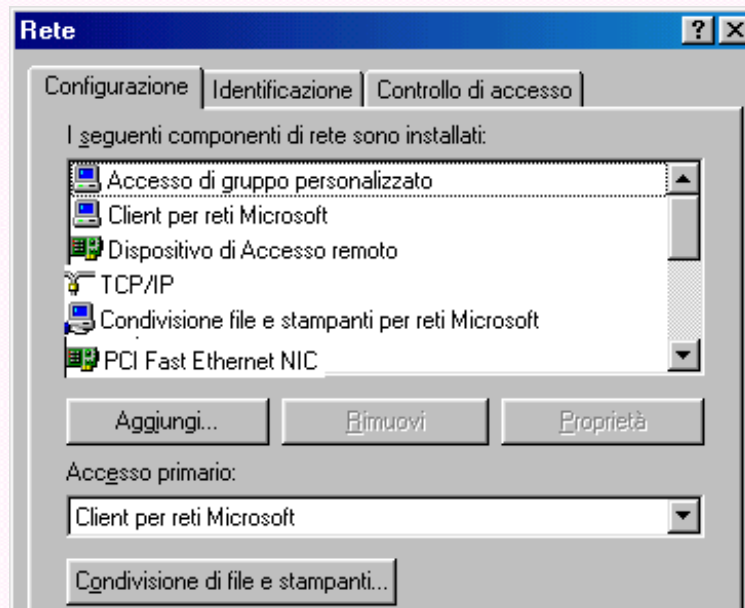 Rete
Configurazione Identificazione Controllo di accesso
I seguenti componenti di rete sono installati:
Accesso di gruppo personalizzato
Client per reti Microsoft
Dispositivo di Accesso remoto
TCP/IP
Condivisione file e stampanti per reti Microsoft
PCI Fast Ethernet NIC
Aggiungi... Rimuovi Proprietà
Accesso primario:
Client per reti Microsoft
Condivisione di file e stampanti...